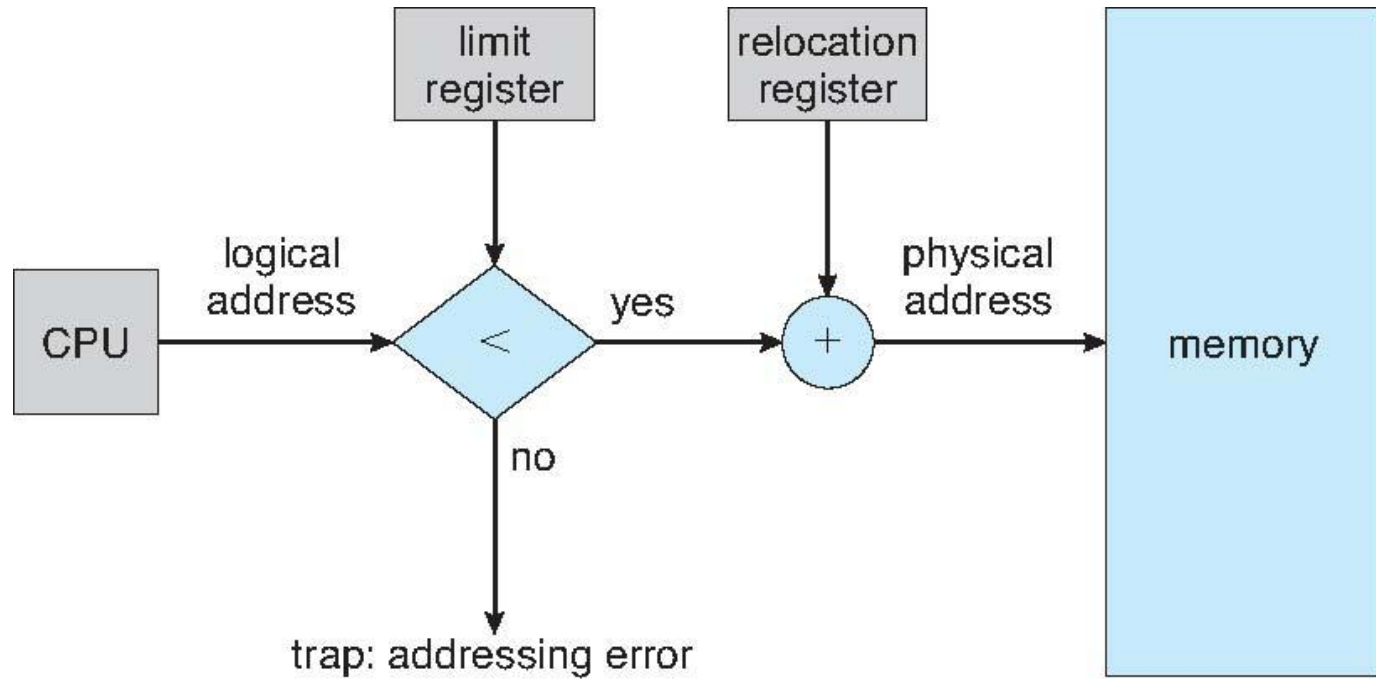 limit
register
relocation
register
logical
address
physical
address
CPU
<
yes
+
memory
no
trap: addressing error